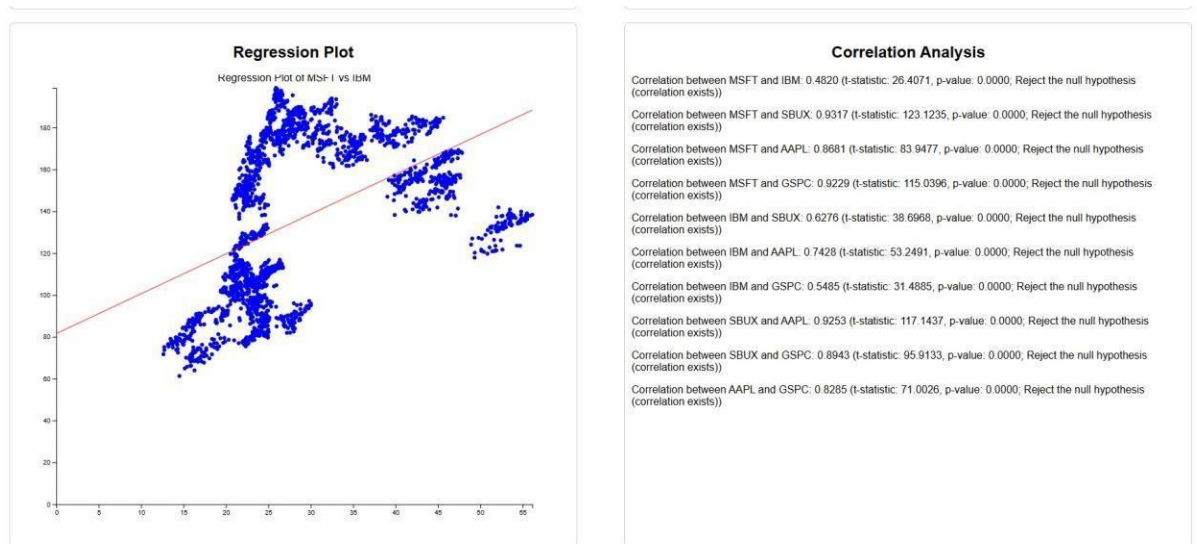 Regression Plot
Regression Plot of MSFT vs IBM
180
160
140
120
100
80
60
40
20
0
0 5 10 15 20 25 30 35 40 45 50 55
Correlation Analysis
Correlation between MSFT and IBM: 0.4820 (t-statistic: 26.4071, p-value: 0.0000; Reject the null hypothesis
(correlation exists))
Correlation between MSFT and SBUX: 0.9317 (t-statistic: 123.1235, p-value: 0.0000; Reject the null hypothesis
(correlation exists))
Correlation between MSFT and AAPL: 0.8681 (t-statistic: 83.9477, p-value: 0.0000; Reject the null hypothesis
(correlation exists))
Correlation between MSFT and GSPC: 0.9229 (t-statistic: 115.0396, p-value: 0.0000; Reject the null hypothesis
(correlation exists))
Correlation between IBM and SBUX: 0.6276 (t-statistic: 38.6968, p-value: 0.0000; Reject the null hypothesis
(correlation exists))
Correlation between IBM and AAPL: 0.7428 (t-statistic: 53.2491, p-value: 0.0000; Reject the null hypothesis
(correlation exists))
Correlation between IBM and GSPC: 0.5485 (t-statistic: 31.4885, p-value: 0.0000; Reject the null hypothesis
(correlation exists))
Correlation between SBUX and AAPL: 0.9253 (t-statistic: 117.1437, p-value: 0.0000; Reject the null hypothesis
(correlation exists))
Correlation between SBUX and GSPC: 0.8943 (t-statistic: 95.9133, p-value: 0.0000; Reject the null hypothesis
(correlation exists))
Correlation between AAPL and GSPC: 0.8285 (t-statistic: 71.0026, p-value: 0.0000; Reject the null hypothesis
(correlation exists))